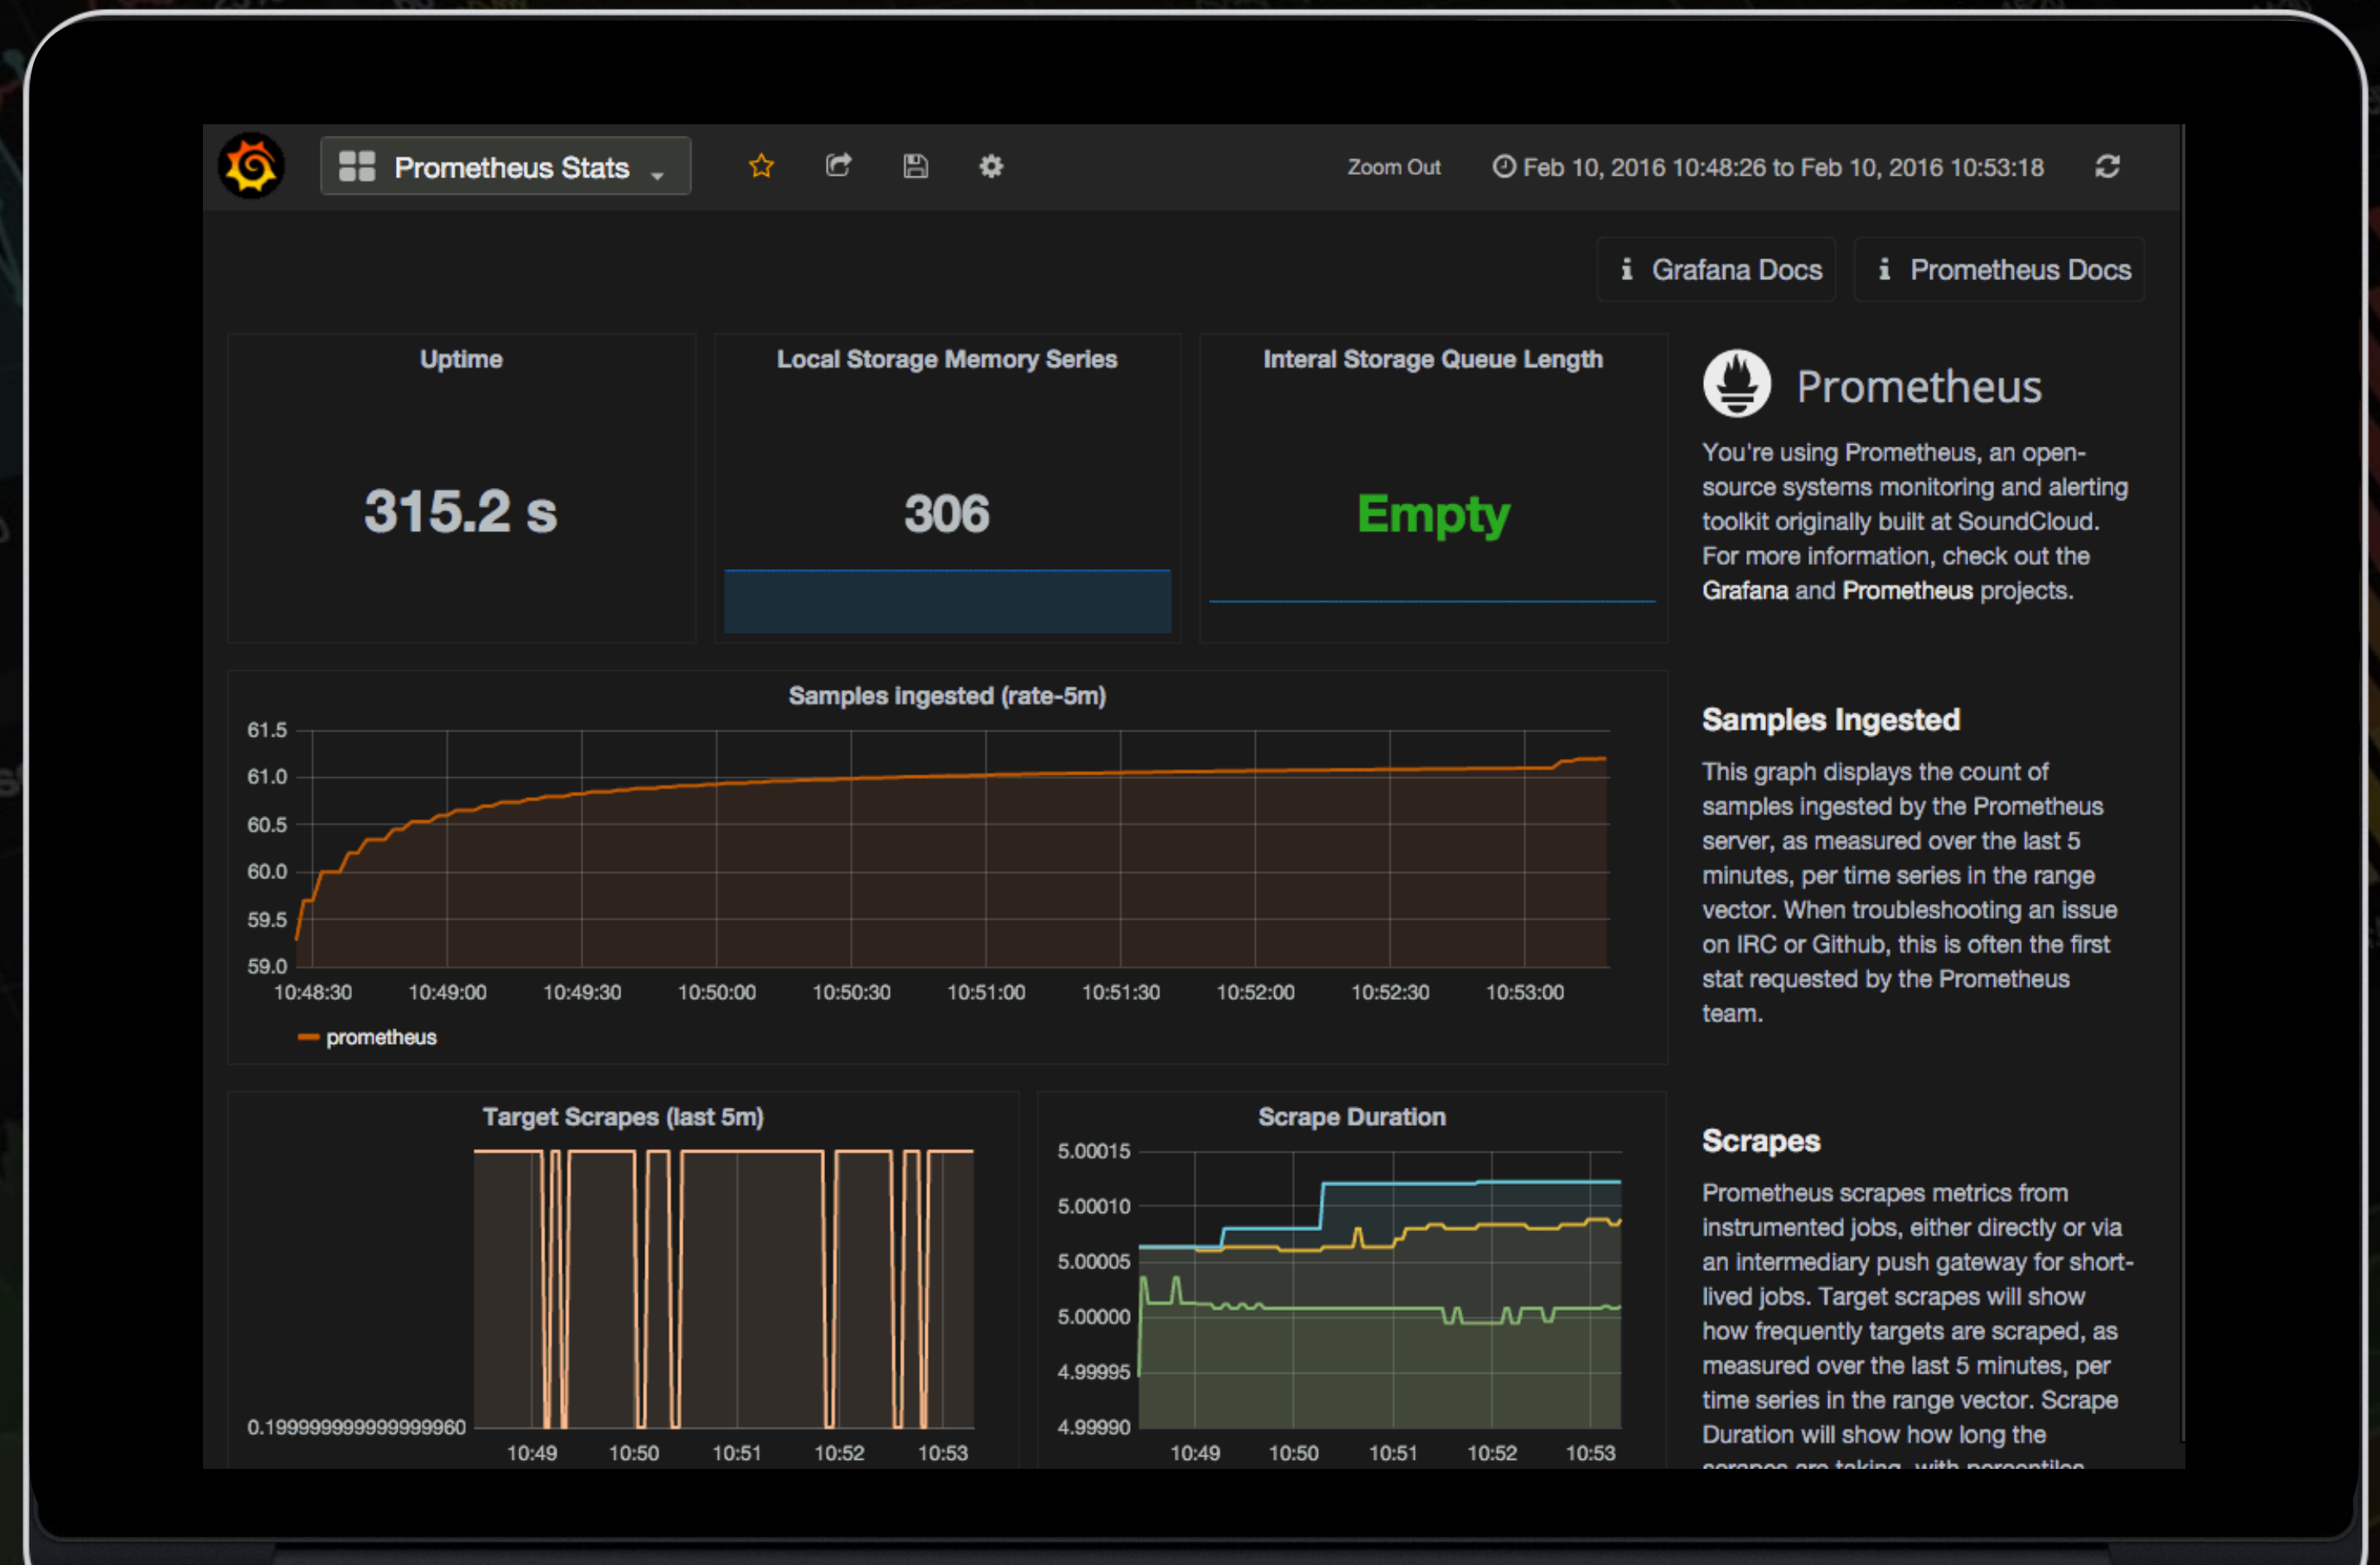 Prometheus Stats
Zoom Out
Feb 10, 2016 10:48:26 to Feb 10, 2016 10:53:18
Grafana Docs
Prometheus Docs
Uptime
315.2 s
Local Storage Memory Series
306
Interal Storage Queue Length
Empty
Prometheus
You're using Prometheus, an open-
source systems monitoring and alerting
toolkit originally built at SoundCloud.
For more information, check out the
Grafana and Prometheus projects.
Samples ingested (rate-5m)
61.5
61.0
60.5
60.0
59.5
59.0
10:48:30 10:49:00 10:49:30 10:50:00 10:50:30 10:51:00 10:51:30 10:52:00 10:52:30 10:53:00
prometheus
Samples Ingested
This graph displays the count of
samples ingested by the Prometheus
server, as measured over the last 5
minutes, per time series in the range
vector. When troubleshooting an issue
on IRC or Github, this is often the first
stat requested by the Prometheus
team.
Target Scrapes (last 5m)
0.1999999999999999960
10:49 10:50 10:51 10:52 10:53
Scrape Duration
5.00015
5.00010
5.00005
5.00000
4.99995
4.99990
10:49 10:50 10:51 10:52 10:53
Scrapes
Prometheus scrapes metrics from
instrumented jobs, either directly or via
an intermediary push gateway for short-
lived jobs. Target scrapes will show
how frequently targets are scraped, as
measured over the last 5 minutes, per
time series in the range vector. Scrape
Duration will show how long the
scrapes are taking, with percentiles